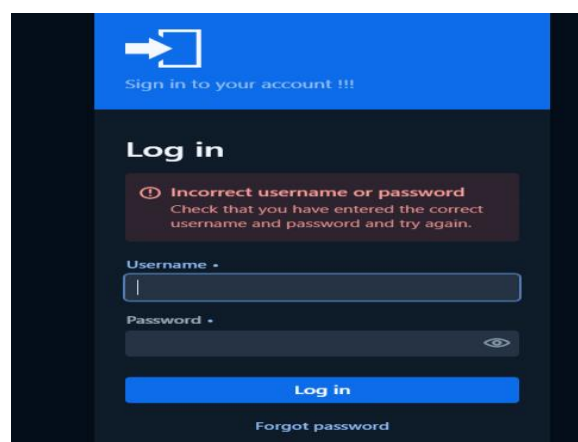 Sign in to your account !!!
Log in
Incorrect username or password
Check that you have entered the correct
username and password and try again.
Username •
Password •
Log in
Forgot password